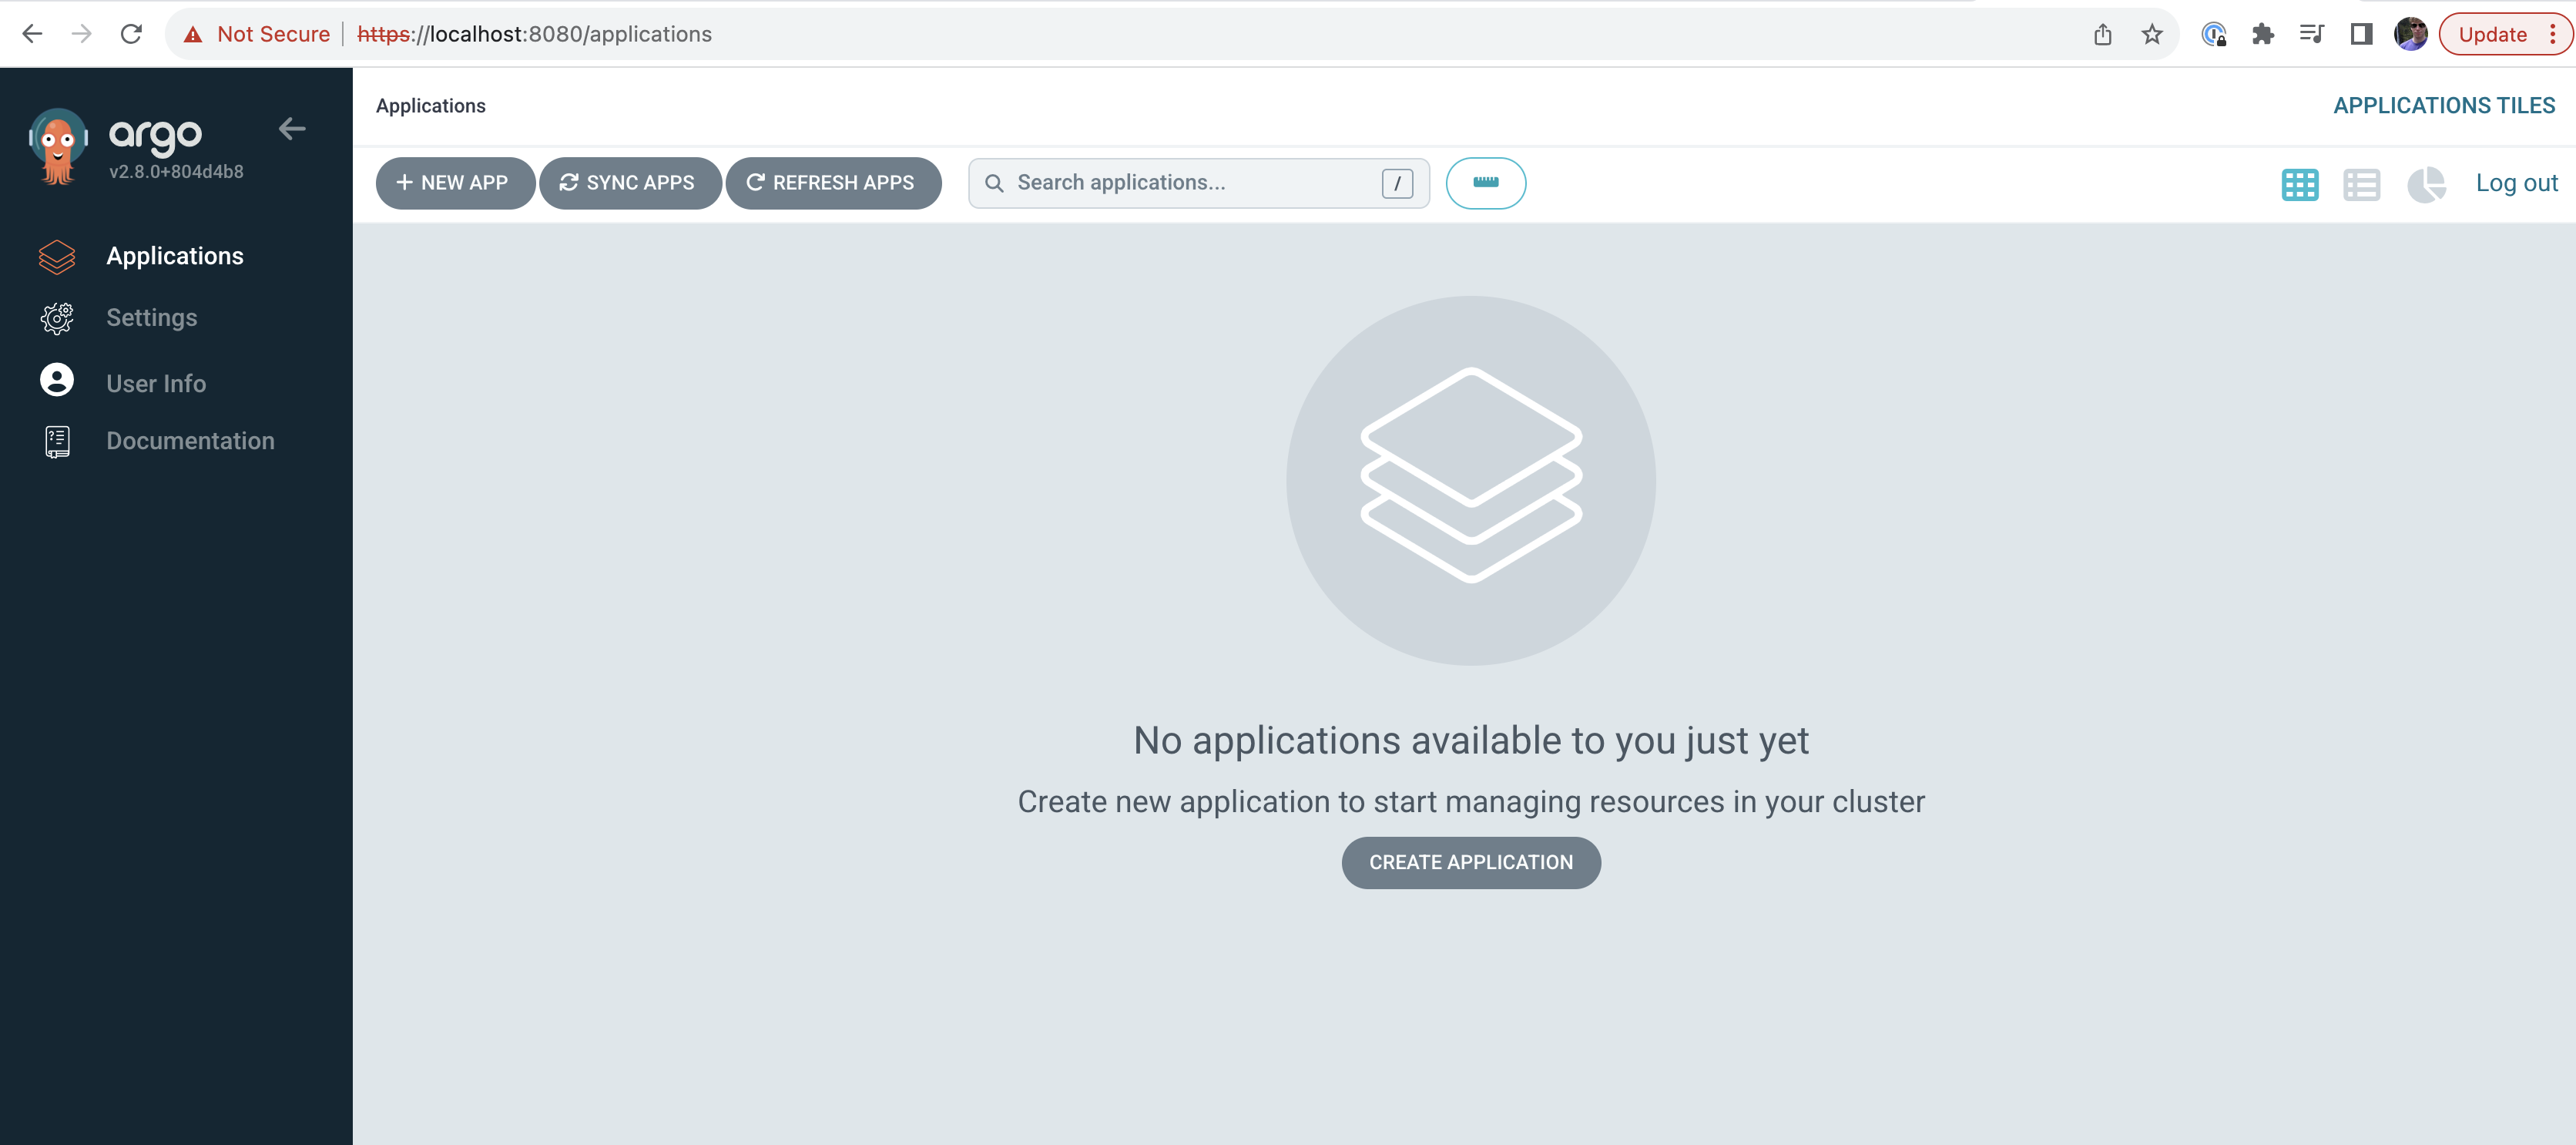 Not Secure
https://localhost:8080/applications
Update
argo
v2.8.0+804d4b8
Applications
Settings
User Info
Documentation
Applications
APPLICATIONS TILES
NEW APP
SYNC APPS
REFRESH APPS
Search applications...
/
Log out
No applications available to you just yet
Create new application to start managing resources in your cluster
CREATE APPLICATION